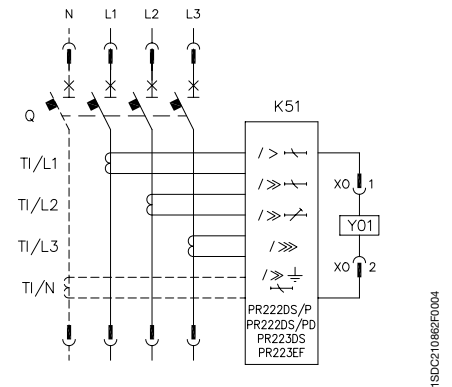 N L1 L2 L3
Q
K51
TI/L1
I >
X0 1
I >>
TI/L2
I >>
Y01
TI/L3
I >>>
X0 2
TI/N
I >>
PR222DS/P
PR222DS/PD
PR223DS
PR223EF
1SDC210862F0004